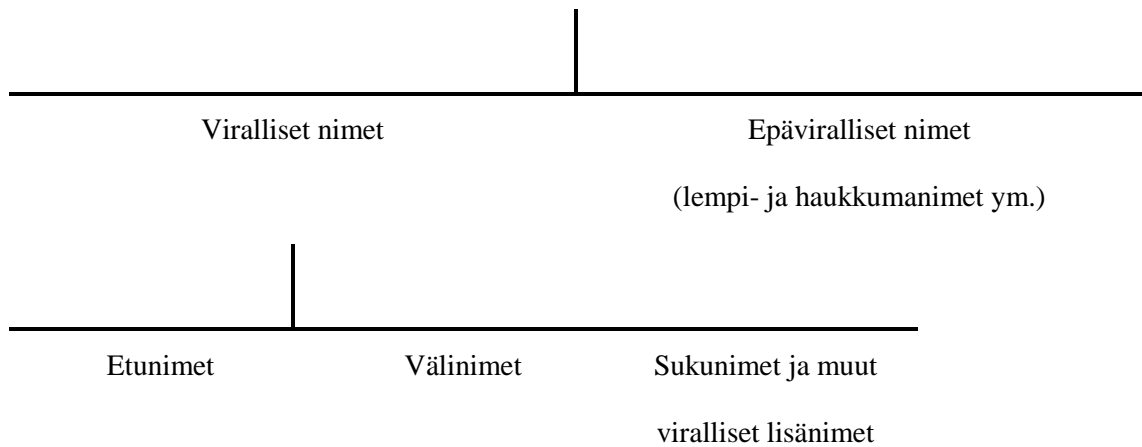 Viralliset nimet Epäviralliset nimet
(lempi- ja haukkumanimet ym.)
Etunimet Välinimet Sukunimet ja muut
viralliset lisänimet